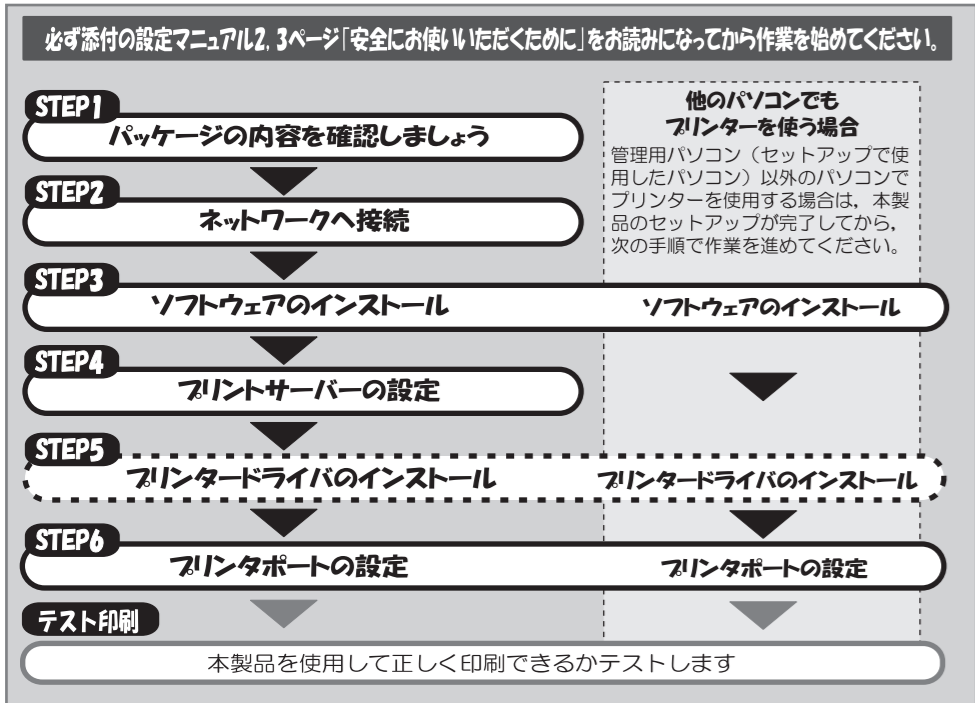 必ず添付の設定マニュアル2, 3ページ「安全にお使いいただくために」をお読みになってから作業を始めてください。
STEP1
パッケージの内容を確認しましょう
STEP2
ネットワークへ接続
他のパソコンでも
プリンターを使う場合
管理用パソコン（セットアップで使
用したパソコン）以外のパソコンで
プリンターを使用する場合は，本製
品のセットアップが完了してから，
次の手順で作業を進めてください。
STEP3
ソフトウェアのインストール
ソフトウェアのインストール
STEP4
プリントサーバーの設定
STEP5
プリンタードライバのインストール
プリンタードライバのインストール
STEP6
プリンタポートの設定
プリンタポートの設定
テスト印刷
本製品を使用して正しく印刷できるかテストします